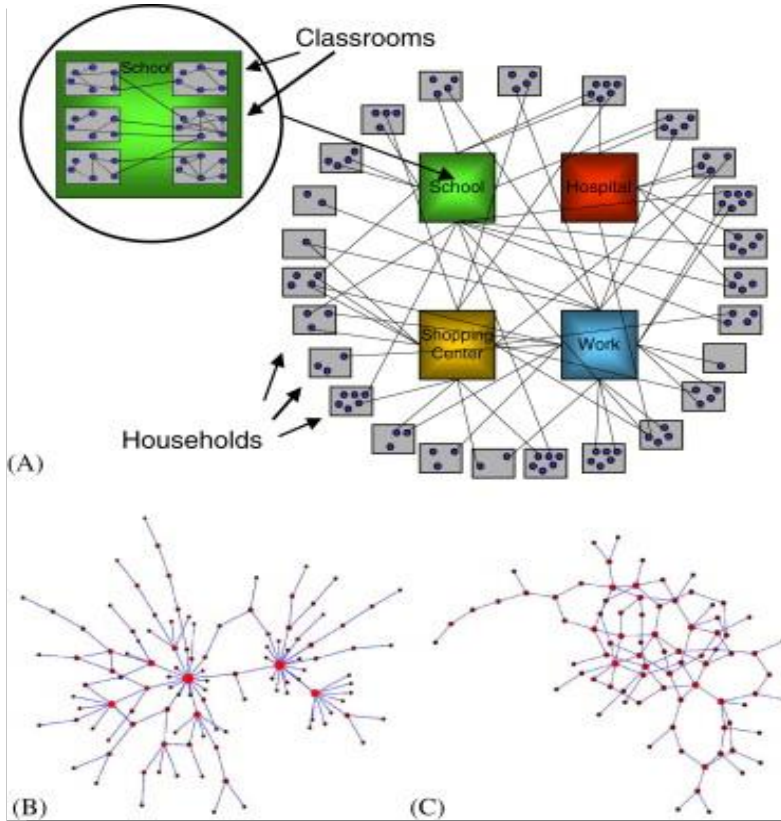 Classrooms
School
School
Hospital
Shopping
Center
Work
Households
(A)
(B)
(C)